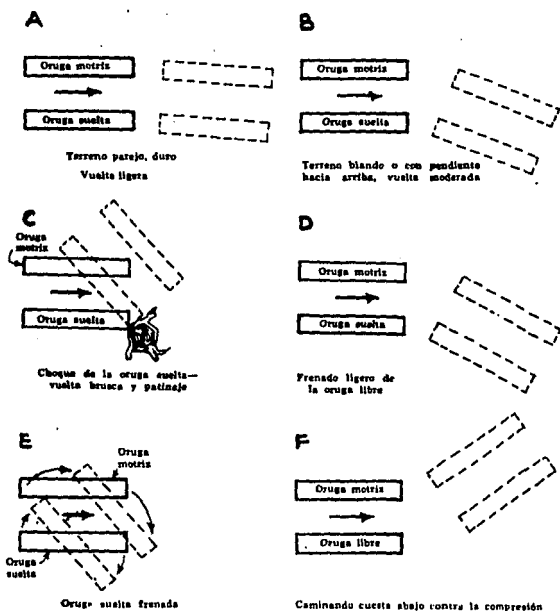 A
Oruga motriz
Oruga suelta
Terreno parejo, duro
Vuelta ligera
B
Oruga motriz
Oruga suelta
Terreno blando o con pendiente
hacia arriba, vuelta moderada
C
Oruga
motriz
Oruga suelta
Choque de la oruga suelta—
vuelta brusca y patinaje
D
Oruga motriz
Oruga suelta
Frenado ligero de
la oruga libre
E
Oruga
motriz
Oruga
suelta
Oruga suelta frenada
F
Oruga motriz
Oruga libre
Caminando cuesta abajo contra la compresión